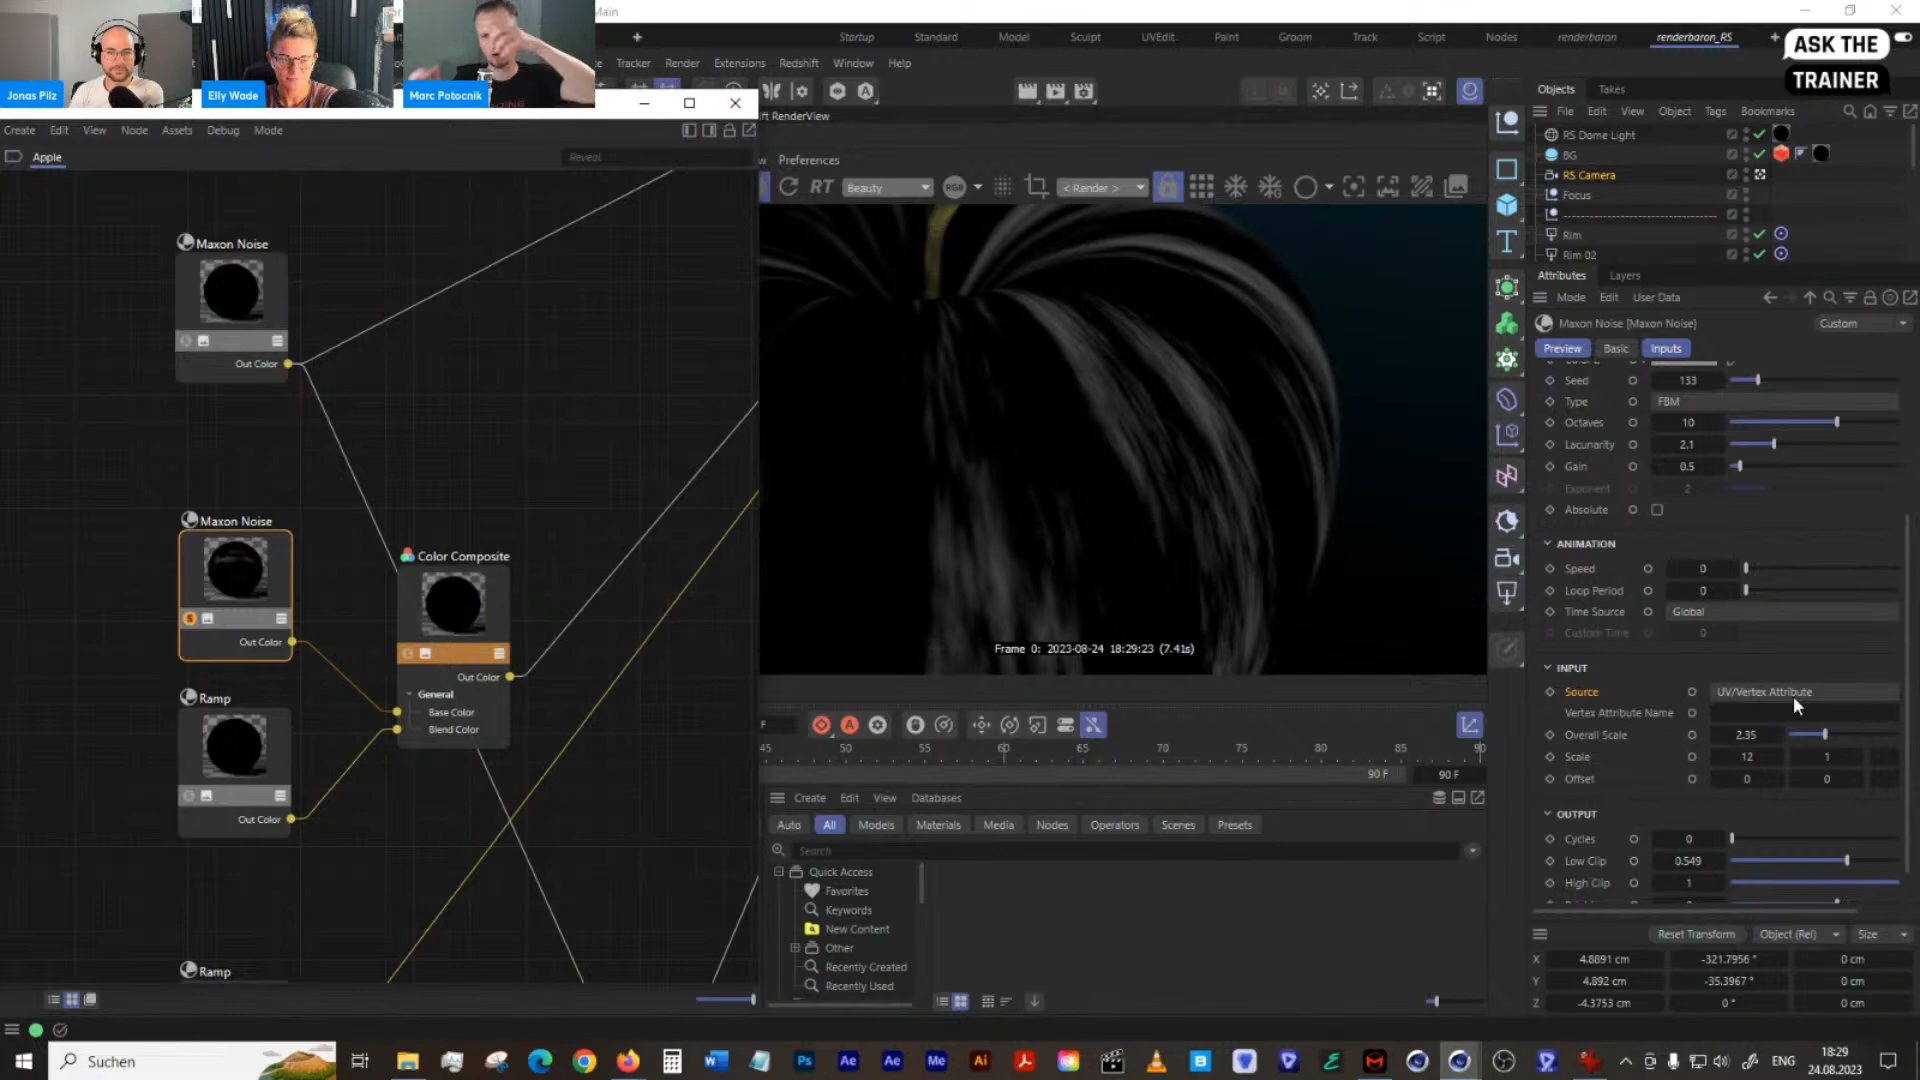 Main
Startup
Standard
Model
Sculpt
UVEdit
Paint
Groom
Track
Script
Nodes
renderbaron
renderbaron_RS
ASK THE
TRAINER
Jonas Pilz
Elly Wade
Marc Potocnik
Tracker
Render
Extensions
Redshift
Window
Help
Create
Edit
View
Node
Assets
Debug
Mode
Apple
Reveal
RenderView
Preferences
RT
Beauty
RGB
< Render >
Maxon Noise
Out Color
Maxon Noise
Out Color
Ramp
Out Color
Color Composite
Out Color
General
Base Color
Blend Color
Ramp
Frame 0: 2023-08-24 18:29:23 (7.41s)
F
45
50
55
60
65
70
75
80
85
90
90 F
90 F
Create
Edit
View
Databases
Auto
All
Models
Materials
Media
Nodes
Operators
Scenes
Presets
Search
Quick Access
Favorites
Keywords
New Content
Other
Recently Created
Recently Used
Objects
Takes
File
Edit
View
Object
Tags
Bookmarks
RS Dome Light
BG
RS Camera
Focus
Rim
Rim 02
Attributes
Layers
Mode
Edit
User Data
Maxon Noise [Maxon Noise]
Custom
Preview
Basic
Inputs
Seed 133
Type FBM
Octaves 10
Lacunarity 2.1
Gain 0.5
Exponent 2
Absolute
ANIMATION
Speed 0
Loop Period 0
Time Source Global
Custom Time 0
INPUT
Source UV/Vertex Attribute
Vertex Attribute Name
Overall Scale 2.35
Scale 12 1
Offset 0 0
OUTPUT
Cycles 0
Low Clip 0.549
High Clip 1
Reset Transform
Object (Rel)
Size
X 4.8891 cm -321.7956 ° 0 cm
Y 4.892 cm -35.3967 ° 0 cm
Z -4.3753 cm 0 ° 0 cm
Suchen
Ps
Ae
Ae
Me
Ai
ENG
18:29
24.08.2023